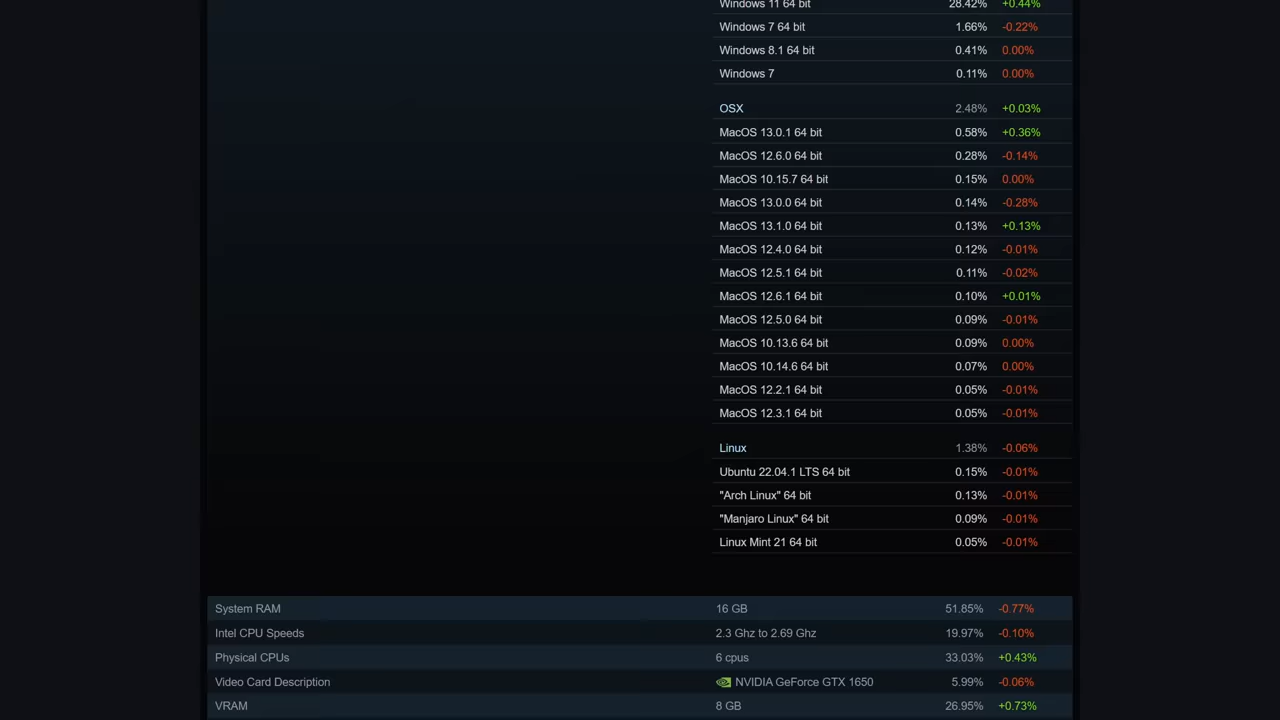 Windows 11 64 bit 28.42% +0.44%
Windows 7 64 bit 1.66% -0.22%
Windows 8.1 64 bit 0.41% 0.00%
Windows 7 0.11% 0.00%
OSX 2.48% +0.03%
MacOS 13.0.1 64 bit 0.58% +0.36%
MacOS 12.6.0 64 bit 0.28% -0.14%
MacOS 10.15.7 64 bit 0.15% 0.00%
MacOS 13.0.0 64 bit 0.14% -0.28%
MacOS 13.1.0 64 bit 0.13% +0.13%
MacOS 12.4.0 64 bit 0.12% -0.01%
MacOS 12.5.1 64 bit 0.11% -0.02%
MacOS 12.6.1 64 bit 0.10% +0.01%
MacOS 12.5.0 64 bit 0.09% -0.01%
MacOS 10.13.6 64 bit 0.09% 0.00%
MacOS 10.14.6 64 bit 0.07% 0.00%
MacOS 12.2.1 64 bit 0.05% -0.01%
MacOS 12.3.1 64 bit 0.05% -0.01%
Linux 1.38% -0.06%
Ubuntu 22.04.1 LTS 64 bit 0.15% -0.01%
"Arch Linux" 64 bit 0.13% -0.01%
"Manjaro Linux" 64 bit 0.09% -0.01%
Linux Mint 21 64 bit 0.05% -0.01%
System RAM 16 GB 51.85% -0.77%
Intel CPU Speeds 2.3 Ghz to 2.69 Ghz 19.97% -0.10%
Physical CPUs 6 cpus 33.03% +0.43%
Video Card Description NVIDIA GeForce GTX 1650 5.99% -0.06%
VRAM 8 GB 26.95% +0.73%